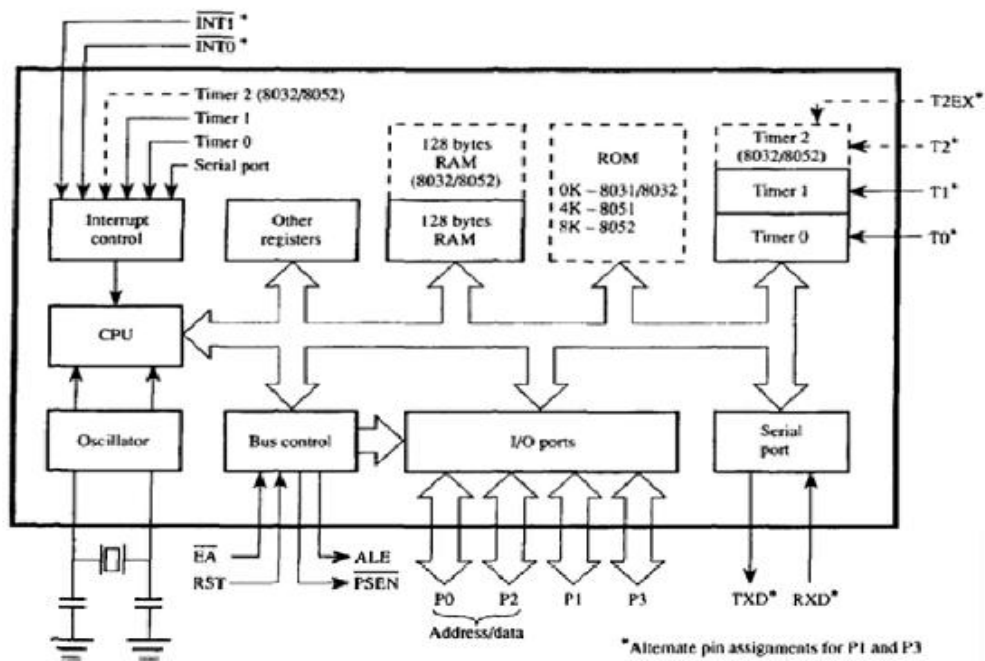 INT1*
INT0*
Timer 2 (8032/8052)
Timer 1
Timer 0
Serial port
Interrupt
control
Other
registers
128 bytes
RAM
(8032/8052)
128 bytes
RAM
ROM
0K – 8031/8032
4K – 8051
8K – 8052
Timer 2
(8032/8052)
Timer 1
Timer 0
T2EX*
T2*
T1*
T0*
CPU
Oscillator
Bus control
I/O ports
Serial
port
EA
RST
ALE
PSEN
P0
P2
P1
P3
Address/data
TXD*
RXD*
*Alternate pin assignments for P1 and P3